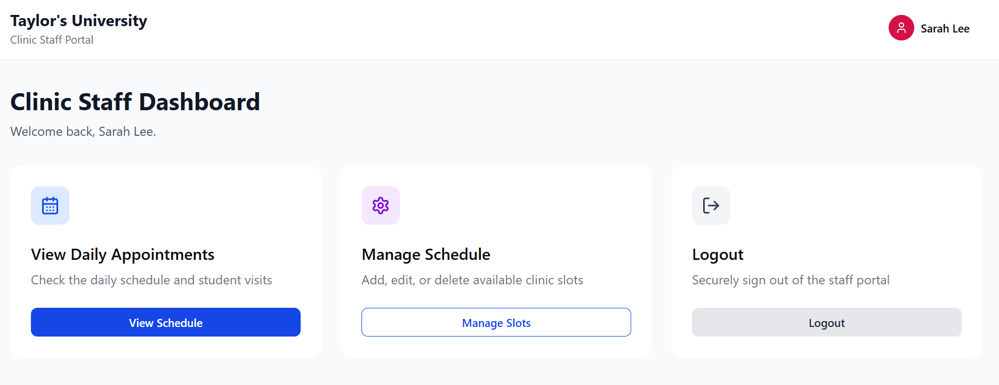 Taylor's University
Clinic Staff Portal
Sarah Lee
Clinic Staff Dashboard
Welcome back, Sarah Lee.
View Daily Appointments
Check the daily schedule and student visits
View Schedule
Manage Schedule
Add, edit, or delete available clinic slots
Manage Slots
Logout
Securely sign out of the staff portal
Logout